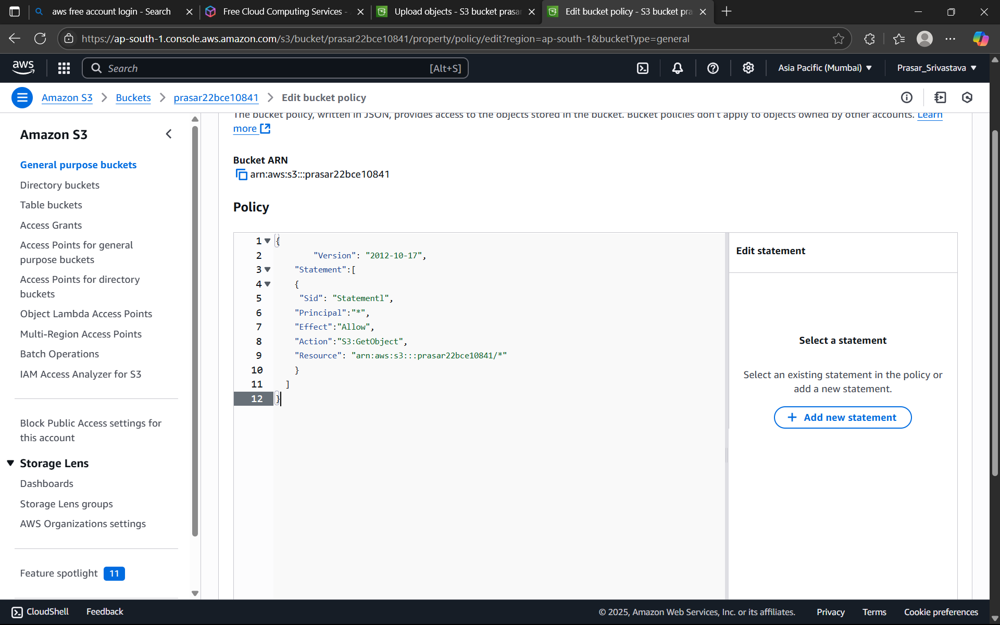 aws free account login - Search
Free Cloud Computing Services -
Upload objects - S3 bucket prasar
Edit bucket policy - S3 bucket pra
https://ap-south-1.console.aws.amazon.com/s3/bucket/prasar22bce10841/property/policy/edit?region=ap-south-1&bucketType=general
aws
Search
[Alt+S]
Asia Pacific (Mumbai)
Prasar_Srivastava
Amazon S3 > Buckets > prasar22bce10841 > Edit bucket policy
Amazon S3
General purpose buckets
Directory buckets
Table buckets
Access Grants
Access Points for general
purpose buckets
Access Points for directory
buckets
Object Lambda Access Points
Multi-Region Access Points
Batch Operations
IAM Access Analyzer for S3
Block Public Access settings for
this account
Storage Lens
Dashboards
Storage Lens groups
AWS Organizations settings
Feature spotlight 11
The bucket policy, written in JSON, provides access to the objects stored in the bucket. Bucket policies don't apply to objects owned by other accounts. Learn
more
Bucket ARN
arn:aws:s3:::prasar22bce10841
Policy
1 {
2 "Version": "2012-10-17",
3 "Statement":[
4 {
5 "Sid": "Statementl",
6 "Principal":"*",
7 "Effect":"Allow",
8 "Action":"S3:GetObject",
9 "Resource": "arn:aws:s3:::prasar22bce10841/*"
10 }
11 ]
12 }
Edit statement
Select a statement
Select an existing statement in the policy or
add a new statement.
+ Add new statement
CloudShell
Feedback
© 2025, Amazon Web Services, Inc. or its affiliates.
Privacy
Terms
Cookie preferences